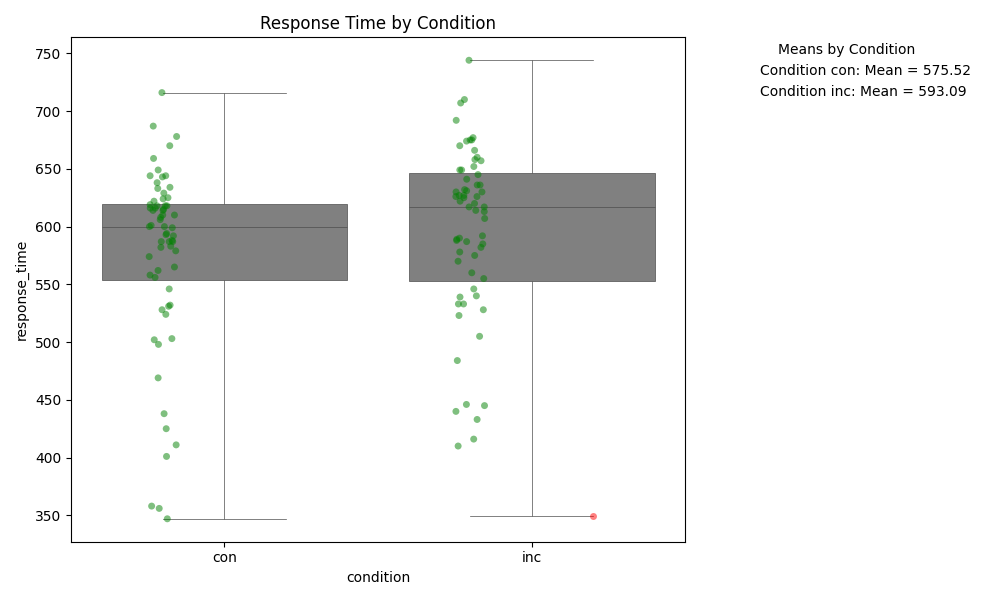 Response Time by Condition
Means by Condition
Condition con: Mean = 575.52
Condition inc: Mean = 593.09
response_time
750
700
650
600
550
500
450
400
350
con inc
condition